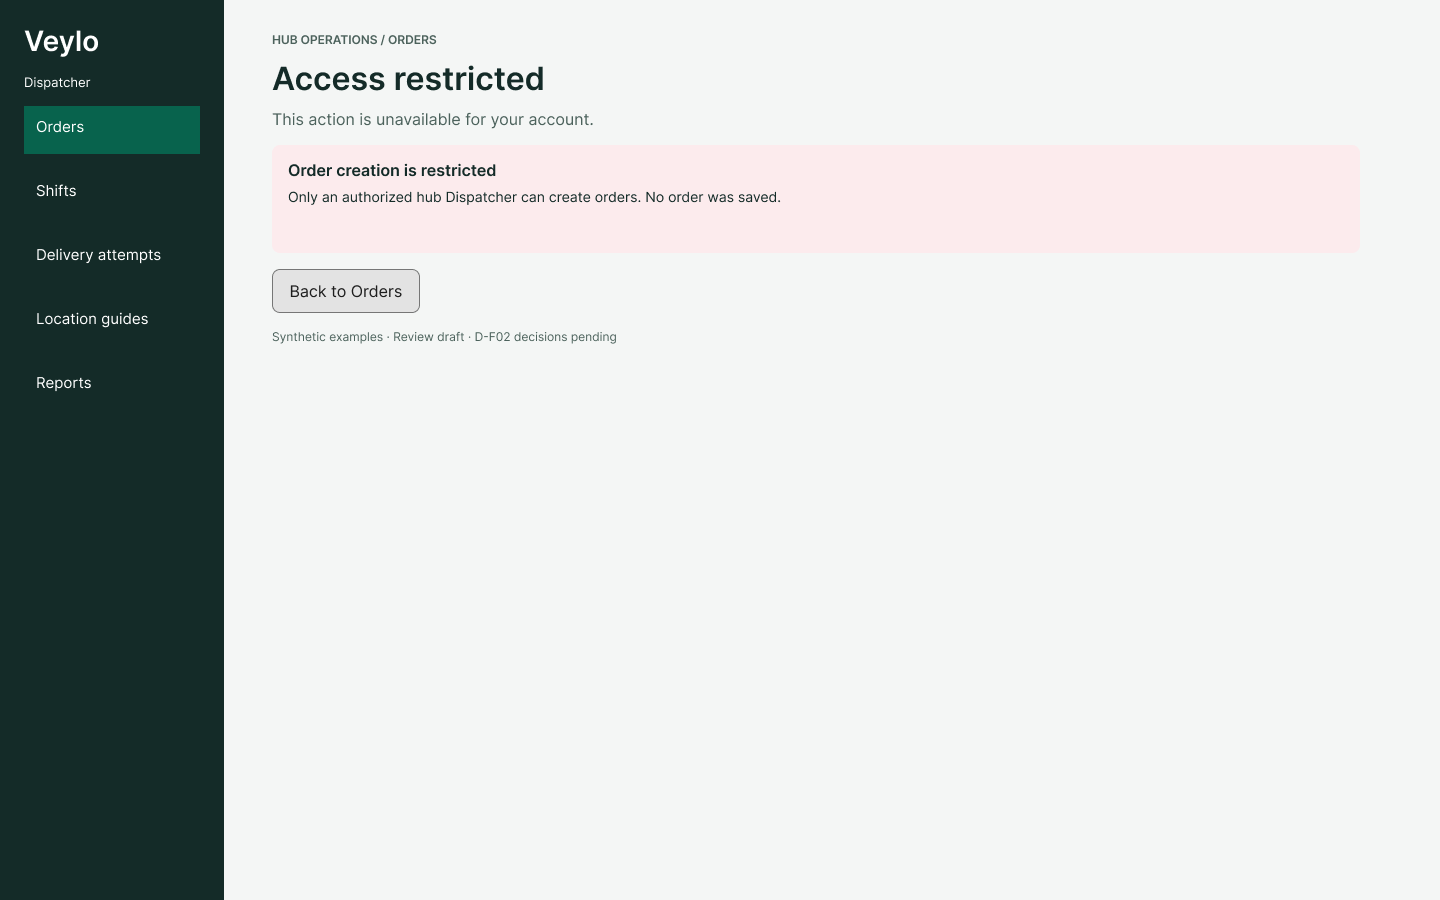 Veylo
Dispatcher
Orders
Shifts
Delivery attempts
Location guides
Reports
HUB OPERATIONS / ORDERS
Access restricted
This action is unavailable for your account.
Order creation is restricted
Only an authorized hub Dispatcher can create orders. No order was saved.
Back to Orders
Synthetic examples · Review draft · D-F02 decisions pending